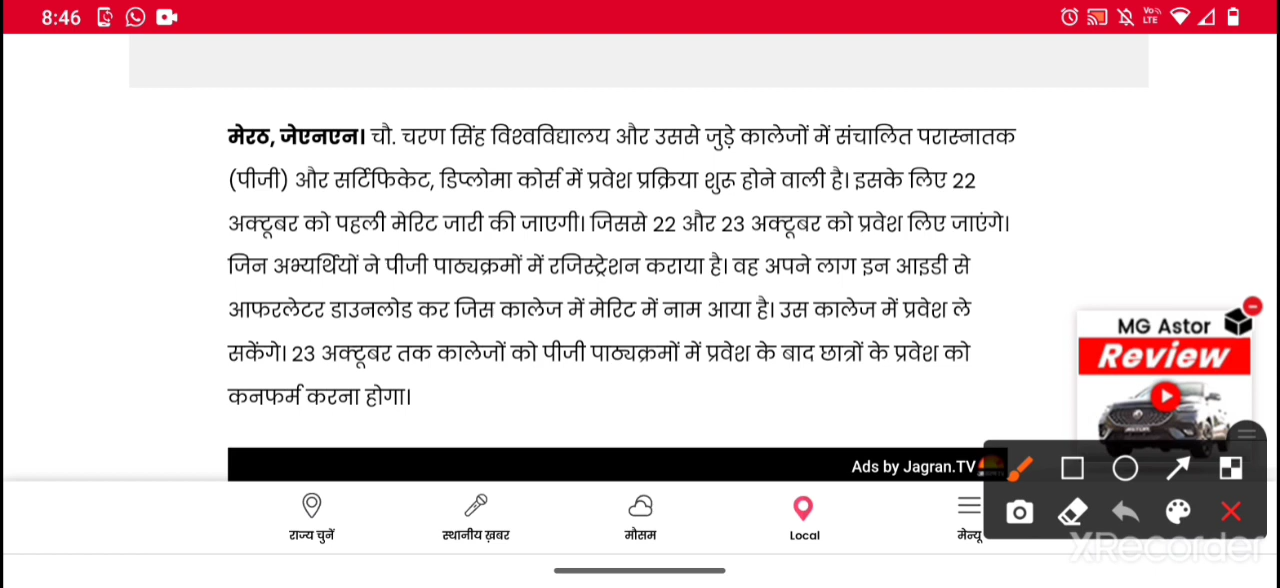 8:46
Vo LTE
मेरठ, जेएनएन। चौ. चरण सिंह विश्वविद्यालय और उससे जुड़े कालेजों में संचालित परास्नातक
(पीजी) और सर्टिफिकेट, डिप्लोमा कोर्स में प्रवेश प्रक्रिया शुरू होने वाली है। इसके लिए 22
अक्टूबर को पहली मेरिट जारी की जाएगी। जिससे 22 और 23 अक्टूबर को प्रवेश लिए जाएंगे।
जिन अभ्यर्थियों ने पीजी पाठ्यक्रमों में रजिस्ट्रेशन कराया है। वह अपने लाग इन आइडी से
आफरलेटर डाउनलोड कर जिस कालेज में मेरिट में नाम आया है। उस कालेज में प्रवेश ले
सकेंगे। 23 अक्टूबर तक कालेजों को पीजी पाठ्यक्रमों में प्रवेश के बाद छात्रों के प्रवेश को
कनफर्म करना होगा।
MG Astor
Review
Ads by Jagran.TV
राज्य चुनें
स्थानीय ख़बर
मौसम
Local
मेन्यू
XRecorder